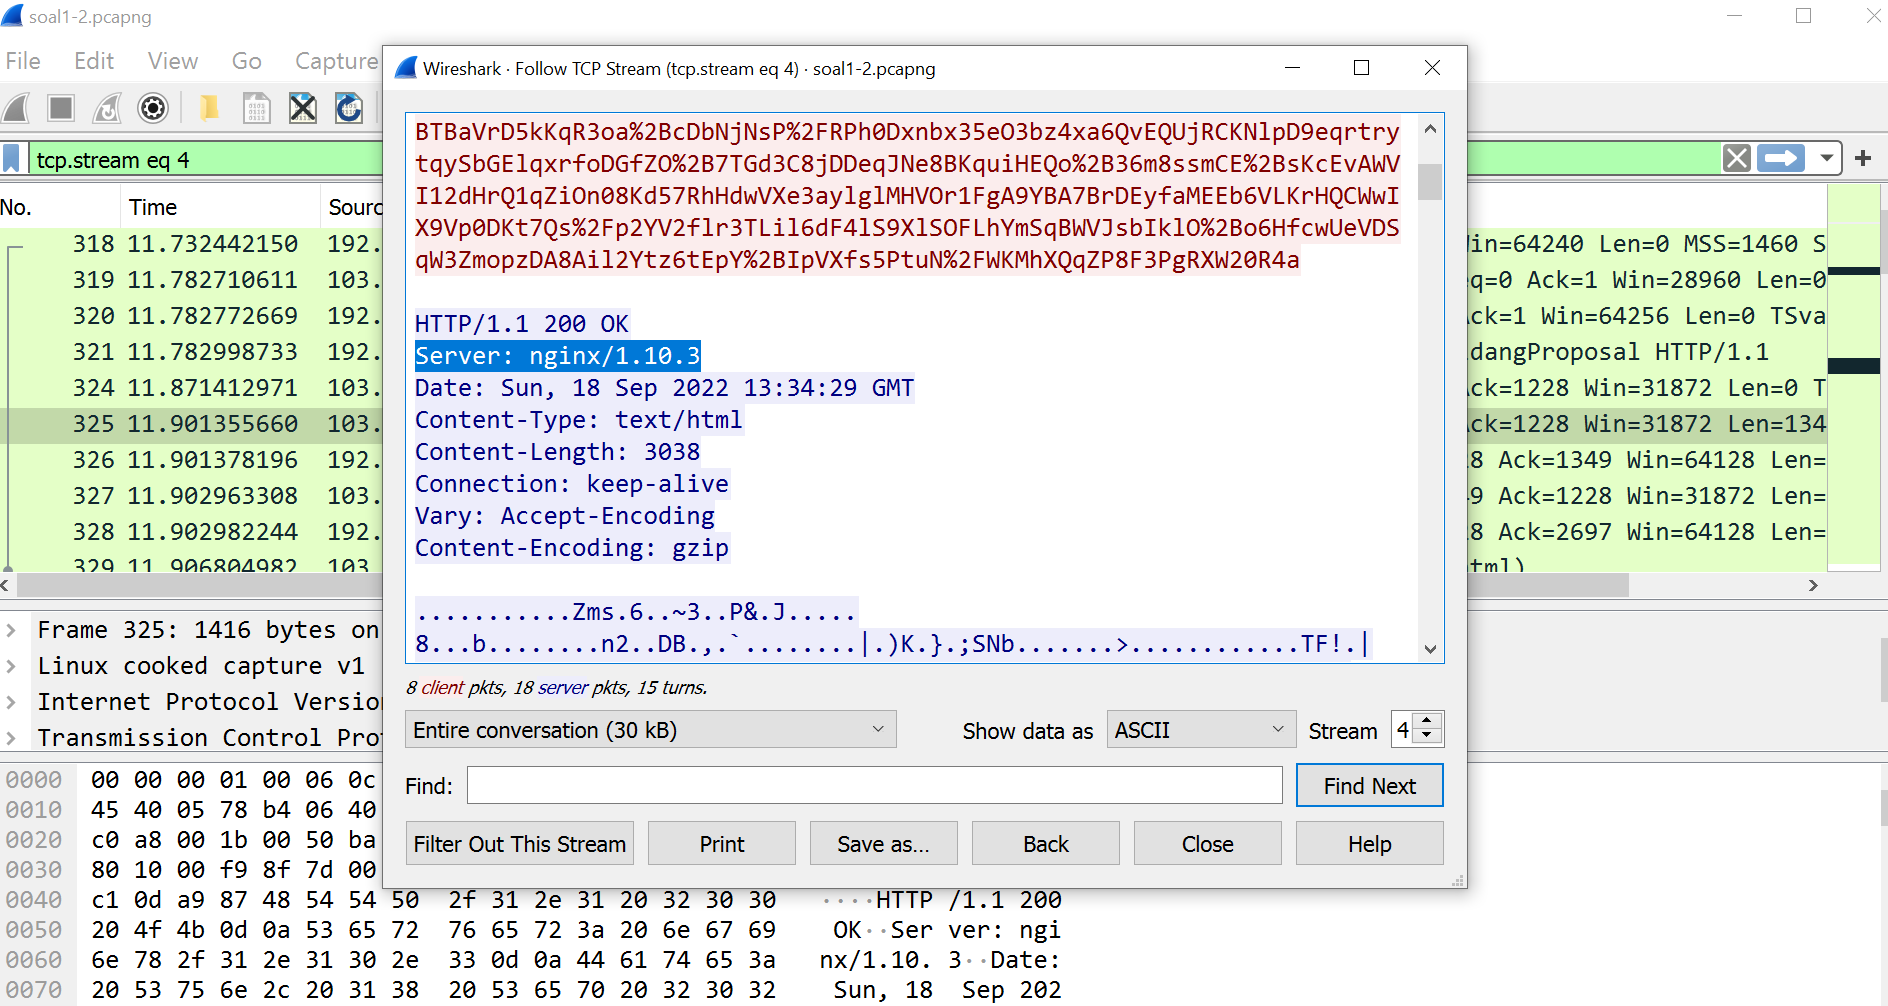 soal1-2.pcapng
File Edit View Go Capture
Wireshark · Follow TCP Stream (tcp.stream eq 4) · soal1-2.pcapng
tcp.stream eq 4
No. Time Sourc
318 11.732442150 192.
319 11.782710611 103.
320 11.782772669 192.
321 11.782998733 192.
324 11.871412971 103.
325 11.901355660 103.
326 11.901378196 192.
327 11.902963308 103.
328 11.902982244 192.
329 11.906804982 103
BTBaVrD5kKqR3oa%2BcDbNjNsP%2FRPh0Dxnbx35eO3bz4xa6QvEQUjRCKNlpD9eqrtry
tqySbGElqxrfoDGfZO%2B7TGd3C8jDDeqJNe8BKquiHEQo%2B36m8ssmCE%2BsKcEvAWV
I12dHrQ1qZiOn08Kd57RhHdwVXe3aylglMHVOr1FgA9YBA7BrDEyfaMEEb6VLKrHQCWwI
X9Vp0DKt7Qs%2Fp2YV2flr3TLil6dF4lS9XlSOFLhYmSqBWVJsbIklO%2Bo6HfcwUeVDS
qW3ZmopzDA8Ail2Ytz6tEpY%2BIpVXfs5PtuN%2FWKMhXQqZP8F3PgRXW20R4a
HTTP/1.1 200 OK
Server: nginx/1.10.3
Date: Sun, 18 Sep 2022 13:34:29 GMT
Content-Type: text/html
Content-Length: 3038
Connection: keep-alive
Vary: Accept-Encoding
Content-Encoding: gzip
...........Zms.6..~3..P&.J.....
8...b........n2..DB.,.`........|.)K.}.;SNb.......>............TF!.|
8 client pkts, 18 server pkts, 15 turns.
Entire conversation (30 kB) Show data as ASCII Stream 4
Find: Find Next
Filter Out This Stream Print Save as... Back Close Help
Win=64240 Len=0 MSS=1460 S
eq=0 Ack=1 Win=28960 Len=0
Ack=1 Win=64256 Len=0 TSva
dangProposal HTTP/1.1
Ack=1228 Win=31872 Len=0 T
Ack=1228 Win=31872 Len=134
28 Ack=1349 Win=64128 Len=
49 Ack=1228 Win=31872 Len=
28 Ack=2697 Win=64128 Len=
html)
Frame 325: 1416 bytes on
Linux cooked capture v1
Internet Protocol Versio
Transmission Control Pro
0000 00 00 00 01 00 06 0c
0010 45 40 05 78 b4 06 40
0020 c0 a8 00 1b 00 50 ba
0030 80 10 00 f9 8f 7d 00
0040 c1 0d a9 87 48 54 54 50 2f 31 2e 31 20 32 30 30 ····HTTP /1.1 200
0050 20 4f 4b 0d 0a 53 65 72 76 65 72 3a 20 6e 67 69 OK··Ser ver: ngi
0060 6e 78 2f 31 2e 31 30 2e 33 0d 0a 44 61 74 65 3a nx/1.10. 3··Date:
0070 20 53 75 6e 2c 20 31 38 20 53 65 70 20 32 30 32 Sun, 18 Sep 202